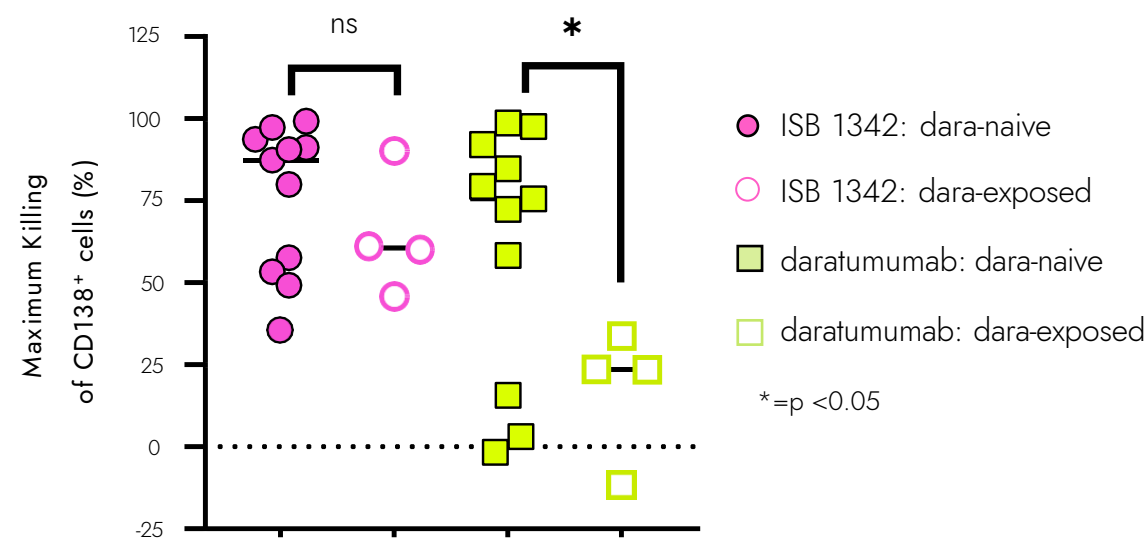 ns
*
125
100
75
50
25
0
-25
Maximum Killing
of CD138⁺ cells (%)
ISB 1342: dara-naive
ISB 1342: dara-exposed
daratumumab: dara-naive
daratumumab: dara-exposed
*=p <0.05